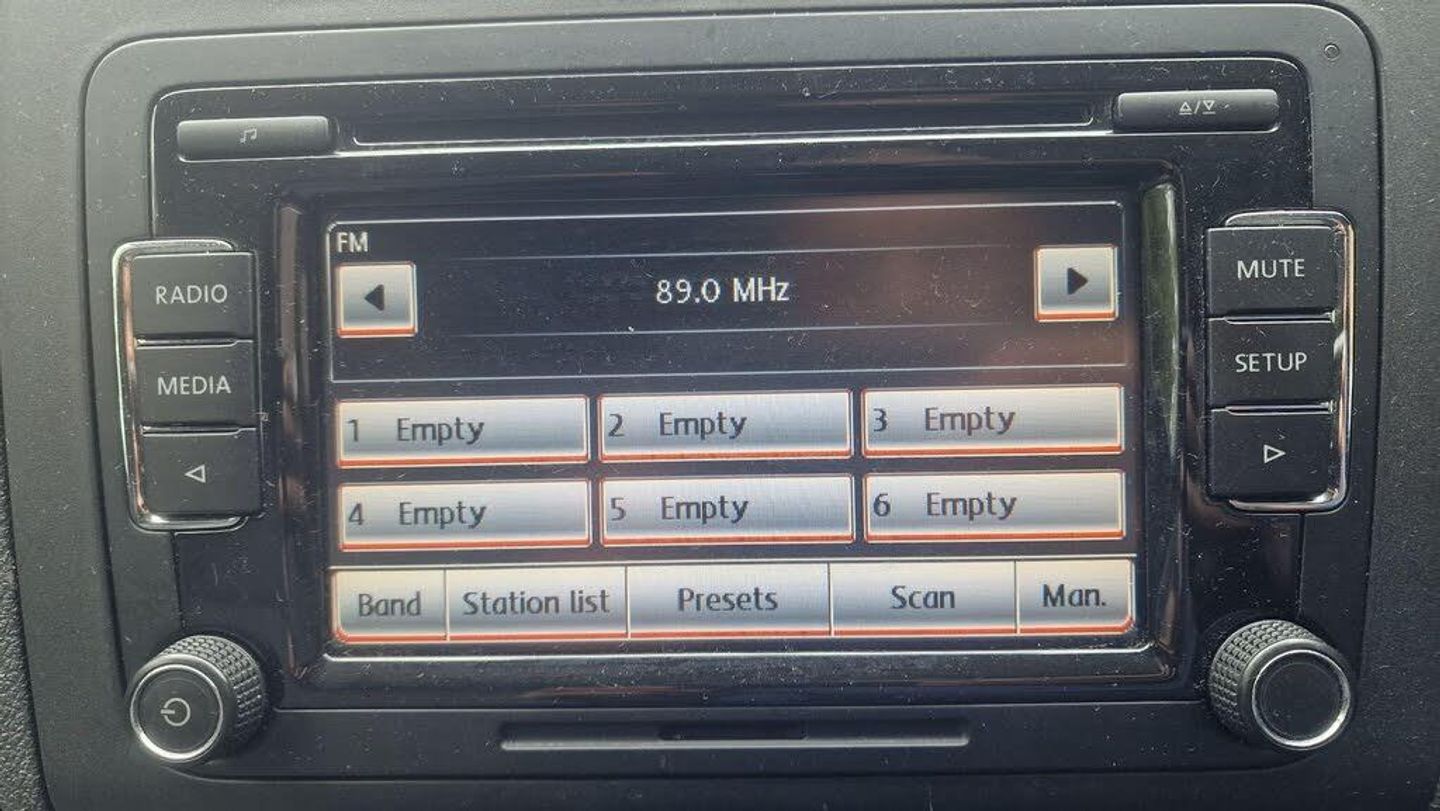 RADIO
MEDIA
FM
89.0 MHz
1 Empty
2 Empty
3 Empty
4 Empty
5 Empty
6 Empty
Band
Station list
Presets
Scan
Man.
MUTE
SETUP